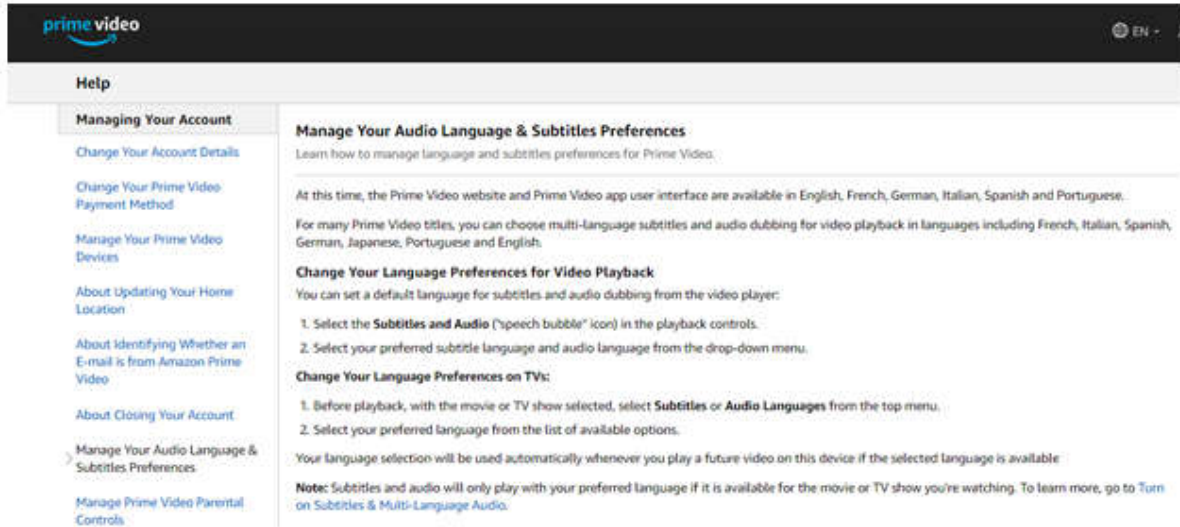 prime video
EN
Help
Managing Your Account
Change Your Account Details
Change Your Prime Video
Payment Method
Manage Your Prime Video
Devices
About Updating Your Home
Location
About Identifying Whether an
E-mail is from Amazon Prime
Video
About Closing Your Account
Manage Your Audio Language &
Subtitles Preferences
Manage Prime Video Parental
Controls
Manage Your Audio Language & Subtitles Preferences
Learn how to manage language and subtitles preferences for Prime Video.
At this time, the Prime Video website and Prime Video app user interface are available in English, French, German, Italian, Spanish and Portuguese.
For many Prime Video titles, you can choose multi-language subtitles and audio dubbing for video playback in languages including French, Italian, Spanish,
German, Japanese, Portuguese and English.
Change Your Language Preferences for Video Playback
You can set a default language for subtitles and audio dubbing from the video player:
1. Select the Subtitles and Audio ("speech bubble" icon) in the playback controls.
2. Select your preferred subtitle language and audio language from the drop-down menu.
Change Your Language Preferences on TVs:
1. Before playback, with the movie or TV show selected, select Subtitles or Audio Languages from the top menu.
2. Select your preferred language from the list of available options.
Your language selection will be used automatically whenever you play a future video on this device if the selected language is available
Note: Subtitles and audio will only play with your preferred language if it is available for the movie or TV show you're watching. To learn more, go to Turn
on Subtitles & Multi-Language Audio.